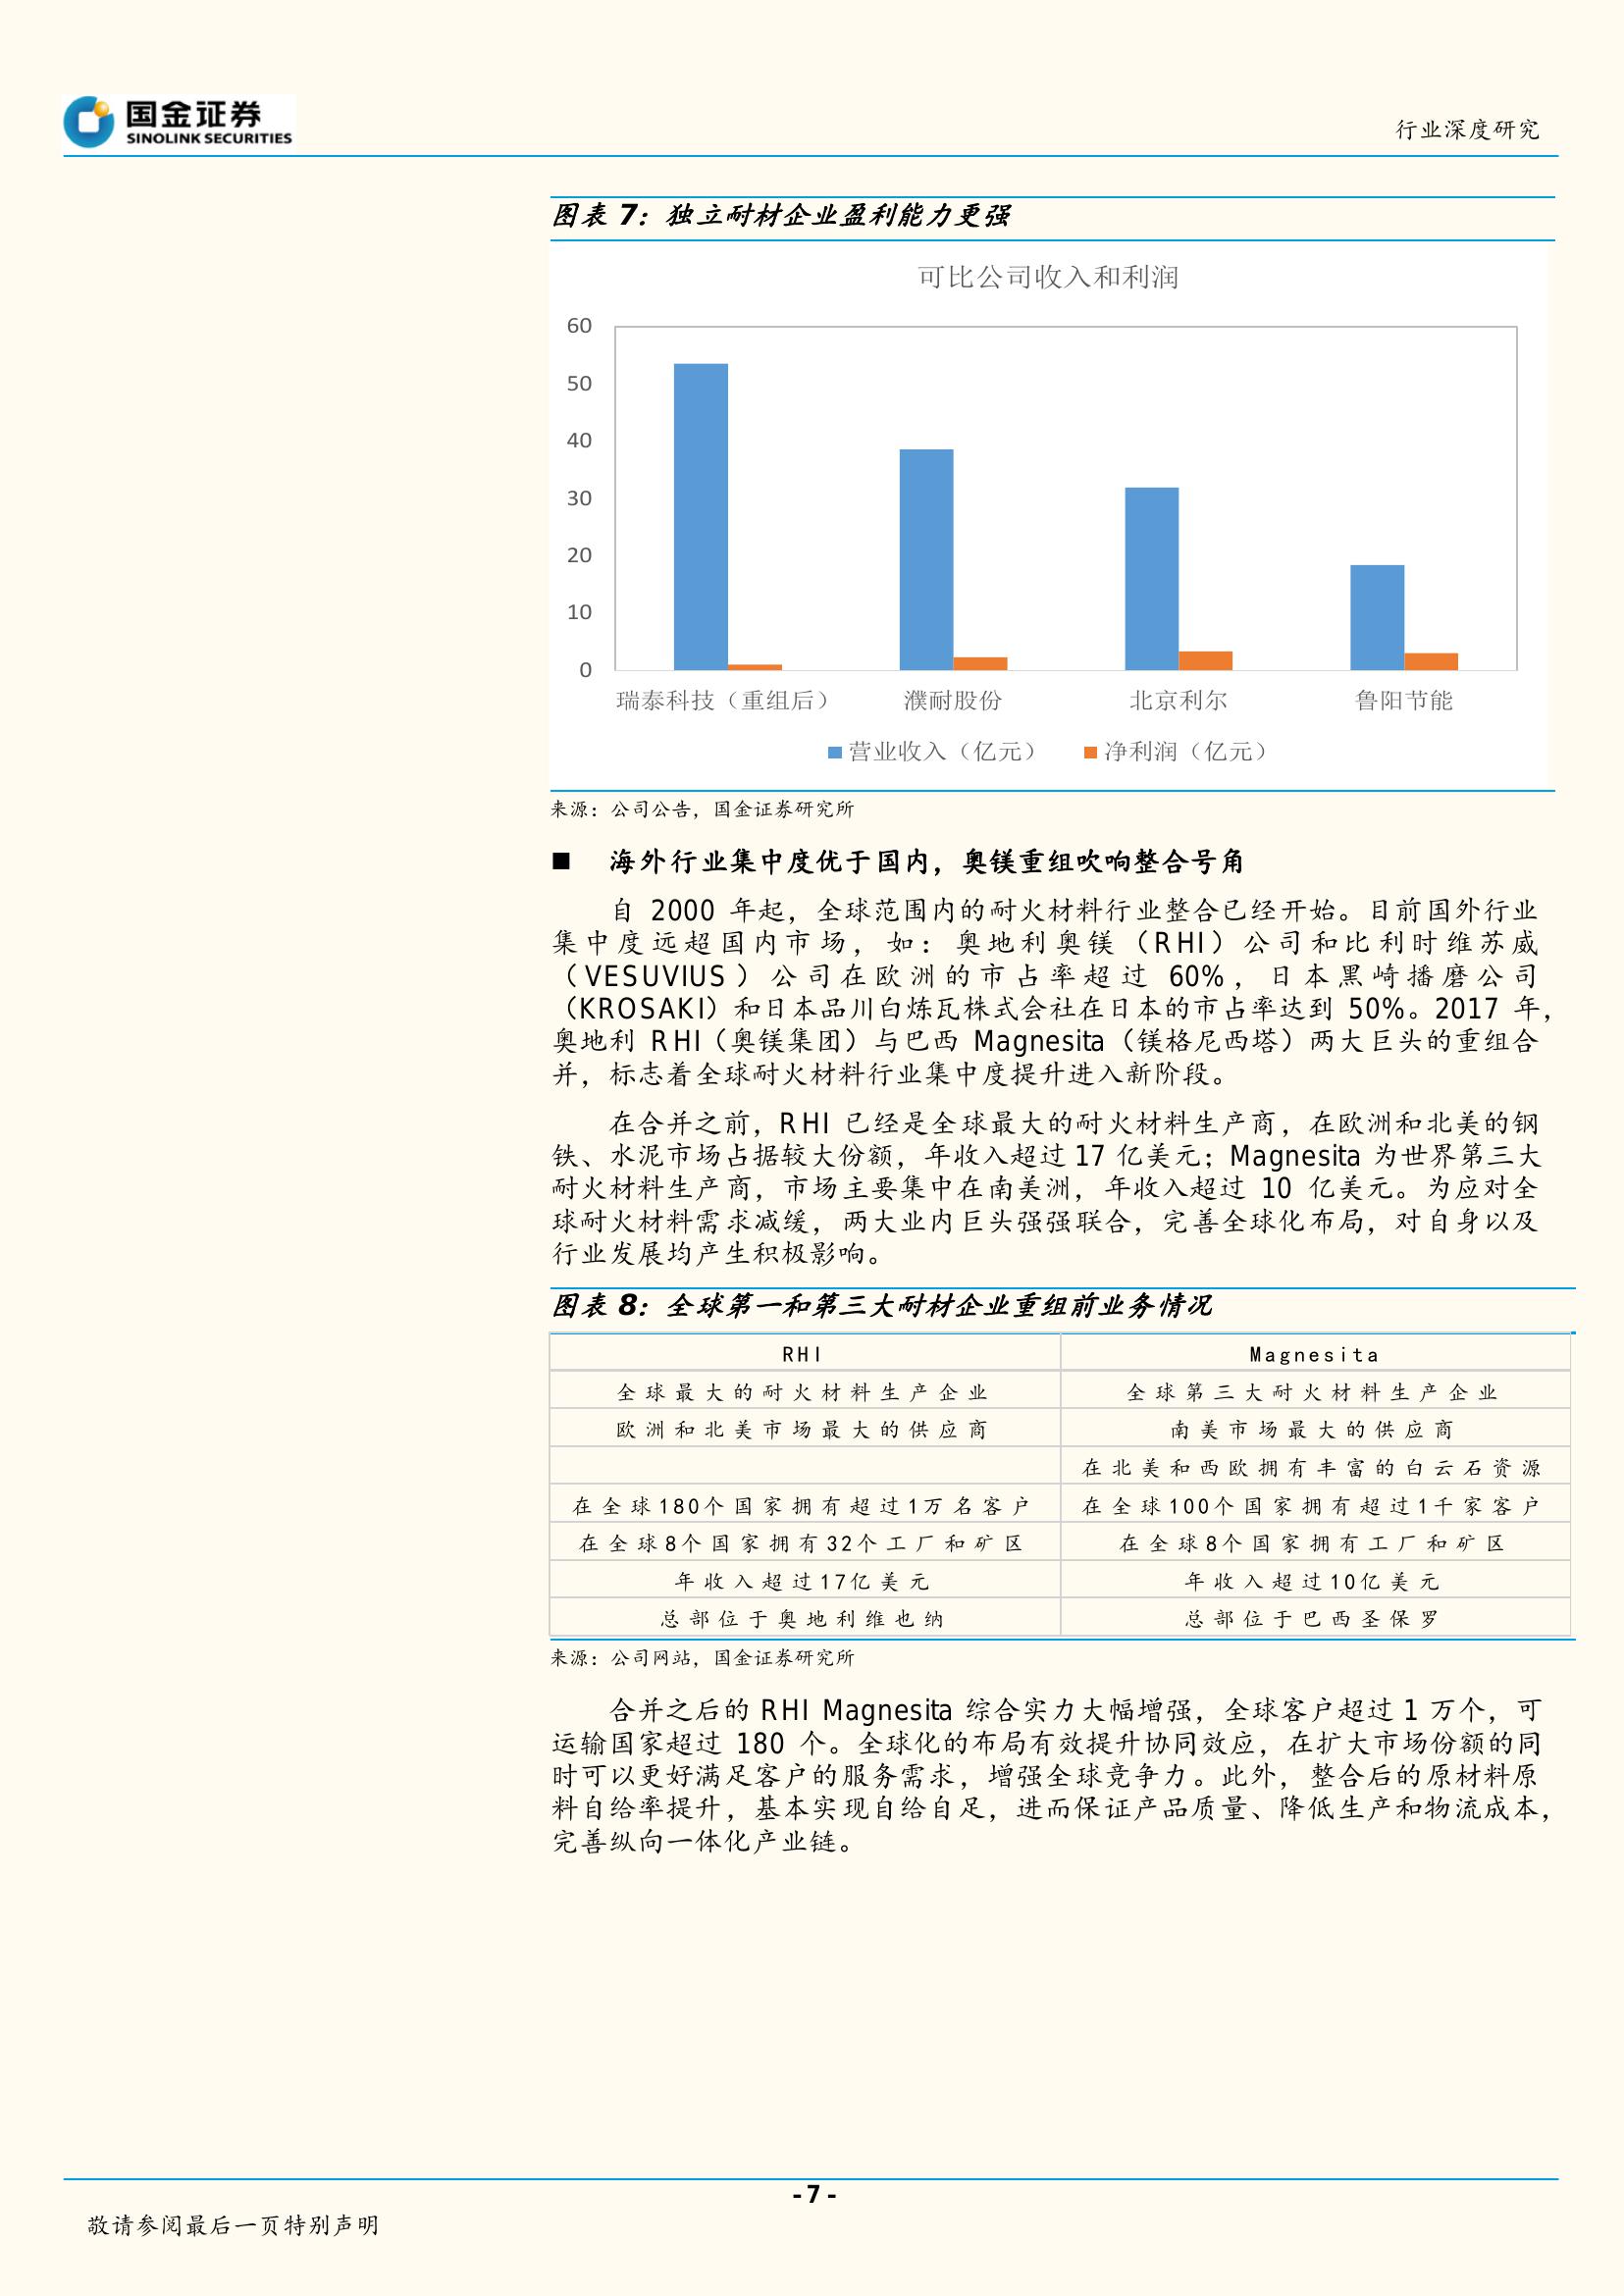 国金证券
SINOLINK SECURITIES
行业深度研究
图表 7：独立耐材企业盈利能力更强
可比公司收入和利润
60
50
40
30
20
10
0
瑞泰科技（重组后） 濮耐股份 北京利尔 鲁阳节能
营业收入（亿元） 净利润（亿元）
来源：公司公告，国金证券研究所
■ 海外行业集中度优于国内，奥镁重组吹响整合号角
自 2000 年起，全球范围内的耐火材料行业整合已经开始。目前国外行业
集中度远超国内市场，如：奥地利奥镁（RHI）公司和比利时维苏威
（VESUVIUS）公司在欧洲的市占率超过 60%，日本黑崎播磨公司
（KROSAKI）和日本品川白炼瓦株式会社在日本的市占率达到 50%。2017 年，
奥地利 RHI（奥镁集团）与巴西 Magnesita（镁格尼西塔）两大巨头的重组合
并，标志着全球耐火材料行业集中度提升进入新阶段。
在合并之前，RHI 已经是全球最大的耐火材料生产商，在欧洲和北美的钢
铁、水泥市场占据较大份额，年收入超过 17 亿美元；Magnesita 为世界第三大
耐火材料生产商，市场主要集中在南美洲，年收入超过 10 亿美元。为应对全
球耐火材料需求减缓，两大业内巨头强强联合，完善全球化布局，对自身以及
行业发展均产生积极影响。
图表 8：全球第一和第三大耐材企业重组前业务情况
RHI Magnesita
全球最大的耐火材料生产企业 全球第三大耐火材料生产企业
欧洲和北美市场最大的供应商 南美市场最大的供应商
在北美和西欧拥有丰富的白云石资源
在全球180个国家拥有超过1万名客户 在全球100个国家拥有超过1千家客户
在全球8个国家拥有32个工厂和矿区 在全球8个国家拥有工厂和矿区
年收入超过17亿美元 年收入超过10亿美元
总部位于奥地利维也纳 总部位于巴西圣保罗
来源：公司网站，国金证券研究所
合并之后的 RHI Magnesita 综合实力大幅增强，全球客户超过 1 万个，可
运输国家超过 180 个。全球化的布局有效提升协同效应，在扩大市场份额的同
时可以更好满足客户的服务需求，增强全球竞争力。此外，整合后的原材料原
料自给率提升，基本实现自给自足，进而保证产品质量、降低生产和物流成本，
完善纵向一体化产业链。
- 7 -
敬请参阅最后一页特别声明